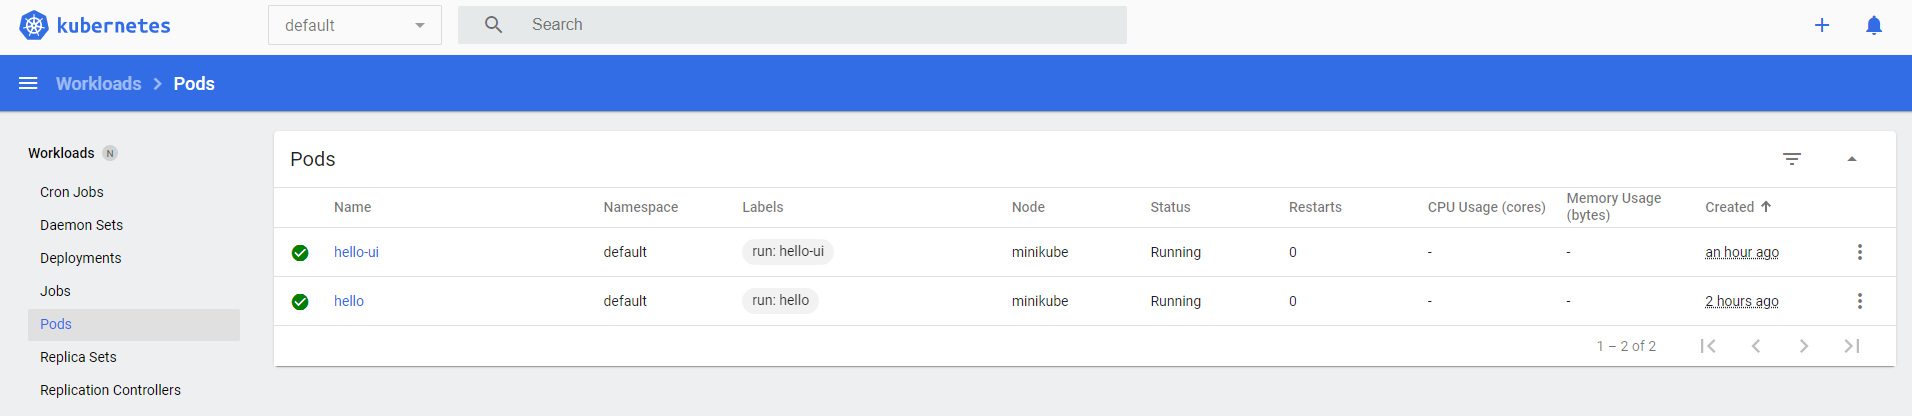 kubernetes
default
Search
Workloads > Pods
Workloads N
Cron Jobs
Daemon Sets
Deployments
Jobs
Pods
Replica Sets
Replication Controllers
Pods
Name Namespace Labels Node Status Restarts CPU Usage (cores) Memory Usage (bytes) Created
hello-ui default run: hello-ui minikube Running 0 - - an hour ago
hello default run: hello minikube Running 0 - - 2 hours ago
1 – 2 of 2